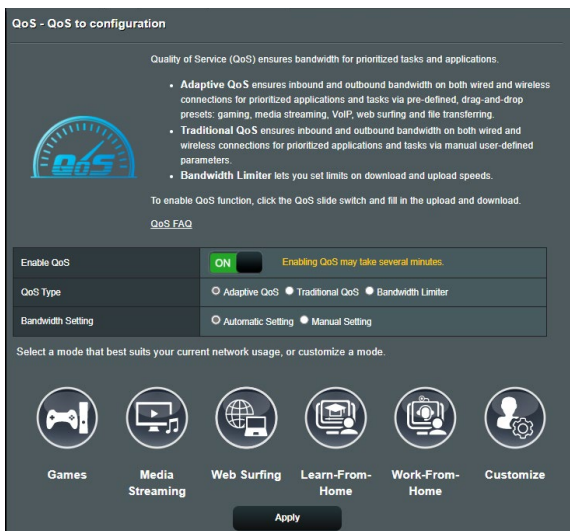 QoS - QoS to configuration
Quality of Service (QoS) ensures bandwidth for prioritized tasks and applications.
• Adaptive QoS ensures inbound and outbound bandwidth on both wired and wireless
connections for prioritized applications and tasks via pre-defined, drag-and-drop
presets: gaming, media streaming, VoIP, web surfing and file transferring.
• Traditional QoS ensures inbound and outbound bandwidth on both wired and
wireless connections for prioritized applications and tasks via manual user-defined
parameters.
• Bandwidth Limiter lets you set limits on download and upload speeds.
QoS
To enable QoS function, click the QoS slide switch and fill in the upload and download.
QoS FAQ
Enable QoS ON Enabling QoS may take several minutes.
QoS Type Adaptive QoS Traditional QoS Bandwidth Limiter
Bandwidth Setting Automatic Setting Manual Setting
Select a mode that best suits your current network usage, or customize a mode.
Games Media Web Surfing Learn-From- Work-From- Customize
Streaming Home Home
Apply